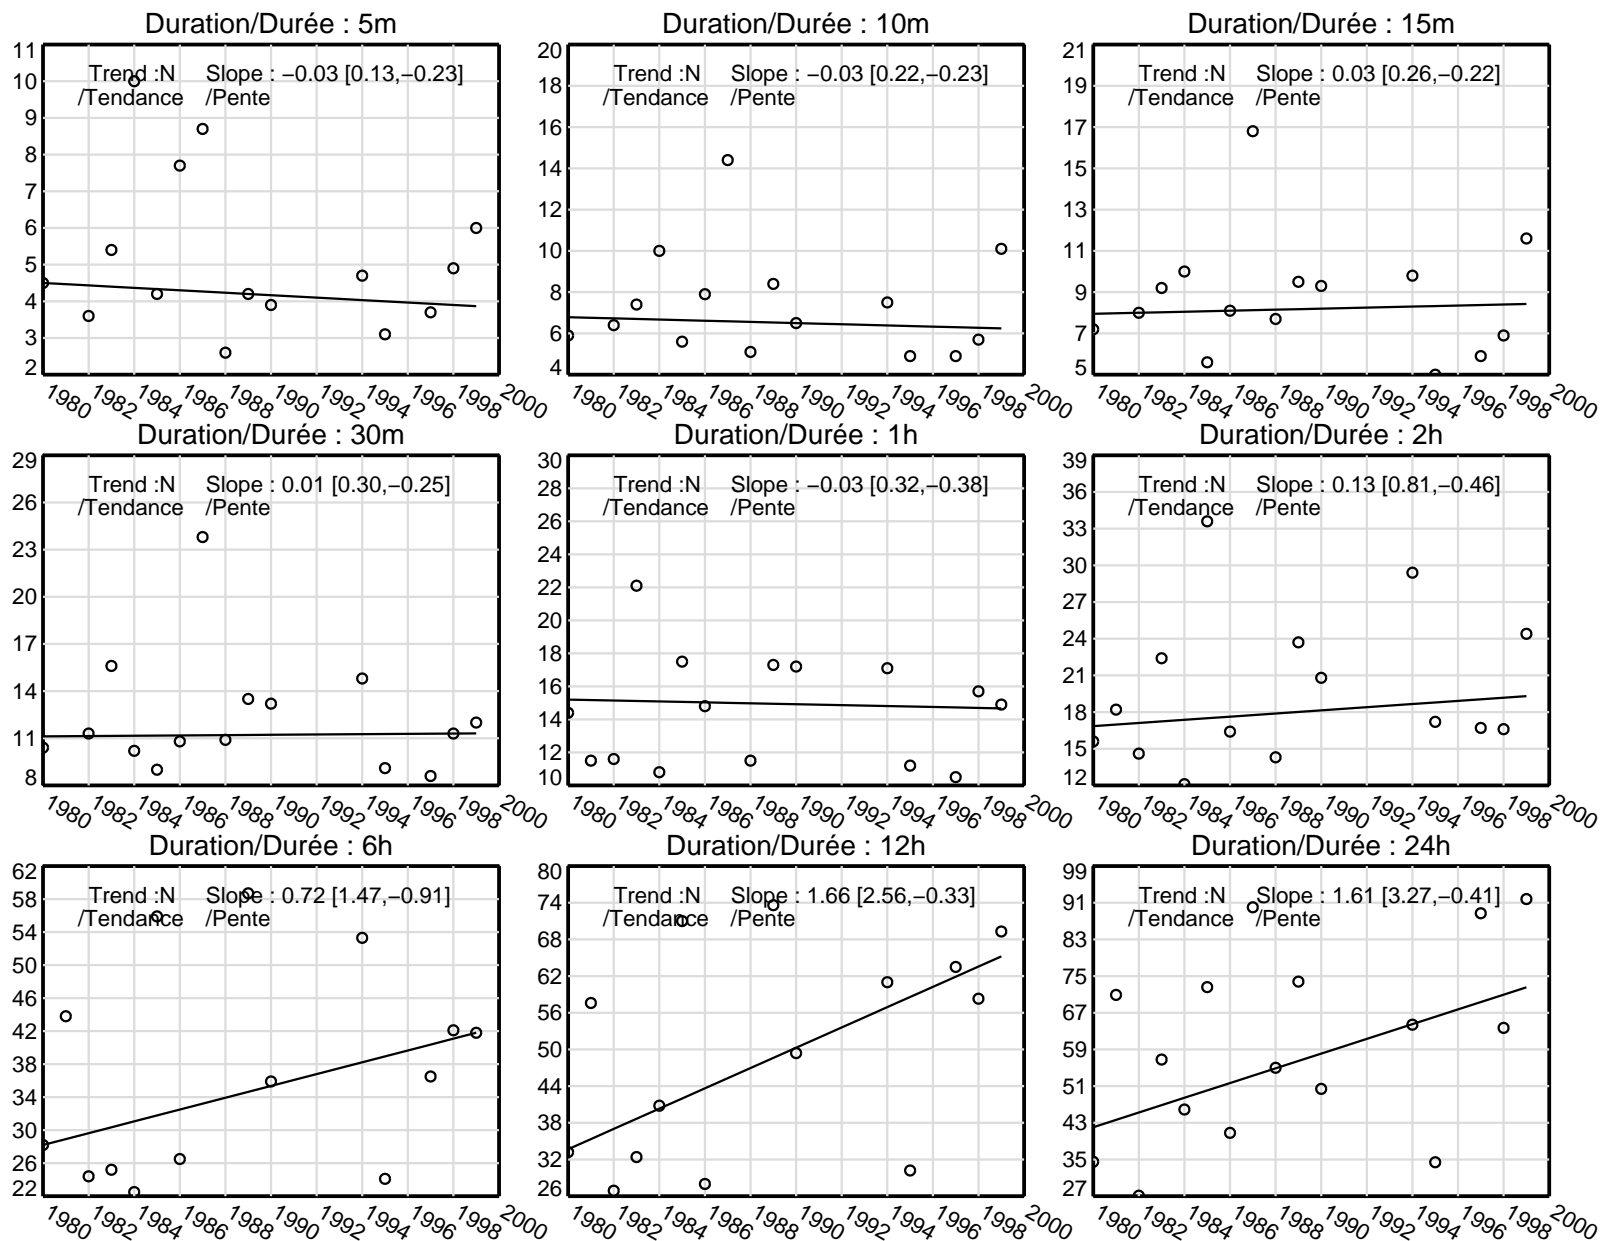 Duration/Durée : 5m
Trend :N Slope : −0.03 [0.13,−0.23]
/Tendance /Pente
11
10
9
8
7
6
5
4
3
2
1980 1982 1984 1986 1988 1990 1992 1994 1996 1998 2000
Duration/Durée : 10m
Trend :N Slope : −0.03 [0.22,−0.23]
/Tendance /Pente
20
18
16
14
12
10
8
6
4
1980 1982 1984 1986 1988 1990 1992 1994 1996 1998 2000
Duration/Durée : 15m
Trend :N Slope : 0.03 [0.26,−0.22]
/Tendance /Pente
21
19
17
15
13
11
9
7
5
1980 1982 1984 1986 1988 1990 1992 1994 1996 1998 2000
Duration/Durée : 30m
Trend :N Slope : 0.01 [0.30,−0.25]
/Tendance /Pente
29
26
23
20
17
14
11
8
1980 1982 1984 1986 1988 1990 1992 1994 1996 1998 2000
Duration/Durée : 1h
Trend :N Slope : −0.03 [0.32,−0.38]
/Tendance /Pente
30
28
26
24
22
20
18
16
14
12
10
1980 1982 1984 1986 1988 1990 1992 1994 1996 1998 2000
Duration/Durée : 2h
Trend :N Slope : 0.13 [0.81,−0.46]
/Tendance /Pente
39
36
33
30
27
24
21
18
15
12
1980 1982 1984 1986 1988 1990 1992 1994 1996 1998 2000
Duration/Durée : 6h
Trend :N Slope : 0.72 [1.47,−0.91]
/Tendance /Pente
62
58
54
50
46
42
38
34
30
26
22
1980 1982 1984 1986 1988 1990 1992 1994 1996 1998 2000
Duration/Durée : 12h
Trend :N Slope : 1.66 [2.56,−0.33]
/Tendance /Pente
80
74
68
62
56
50
44
38
32
26
1980 1982 1984 1986 1988 1990 1992 1994 1996 1998 2000
Duration/Durée : 24h
Trend :N Slope : 1.61 [3.27,−0.41]
/Tendance /Pente
99
91
83
75
67
59
51
43
35
27
1980 1982 1984 1986 1988 1990 1992 1994 1996 1998 2000